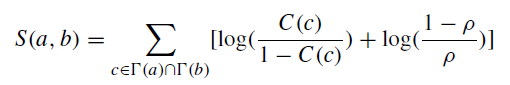 S(a, b) = ∑_{c∈Γ(a)∩Γ(b)} [log(C(c) / 1 − C(c)) + log(1 − ρ / ρ)]